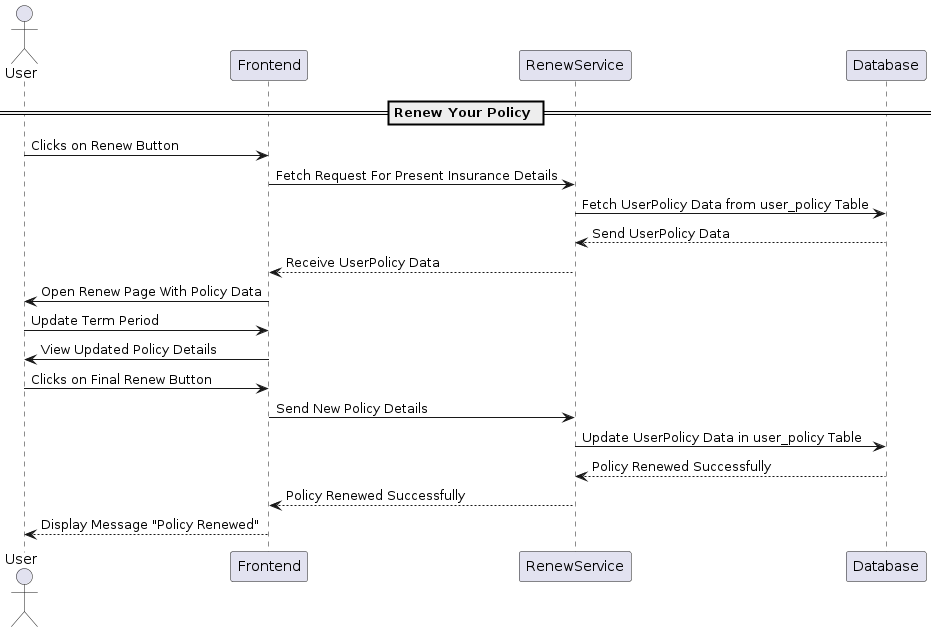 User
Frontend
RenewService
Database
Renew Your Policy
Clicks on Renew Button
Fetch Request For Present Insurance Details
Fetch UserPolicy Data from user_policy Table
Send UserPolicy Data
Receive UserPolicy Data
Open Renew Page With Policy Data
Update Term Period
View Updated Policy Details
Clicks on Final Renew Button
Send New Policy Details
Update UserPolicy Data in user_policy Table
Policy Renewed Successfully
Policy Renewed Successfully
Display Message "Policy Renewed"
User
Frontend
RenewService
Database